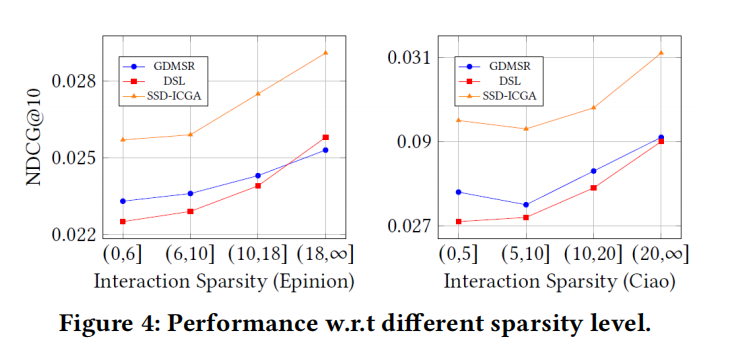 NDCG@10
0.028
0.025
0.022
GDMSR
DSL
SSD-ICGA
(0,6] (6,10] (10,18] (18,∞]
Interaction Sparsity (Epinion)
0.031
0.09
0.027
GDMSR
DSL
SSD-ICGA
(0,5] (5,10] (10,20] (20,∞]
Interaction Sparsity (Ciao)
Figure 4: Performance w.r.t different sparsity level.